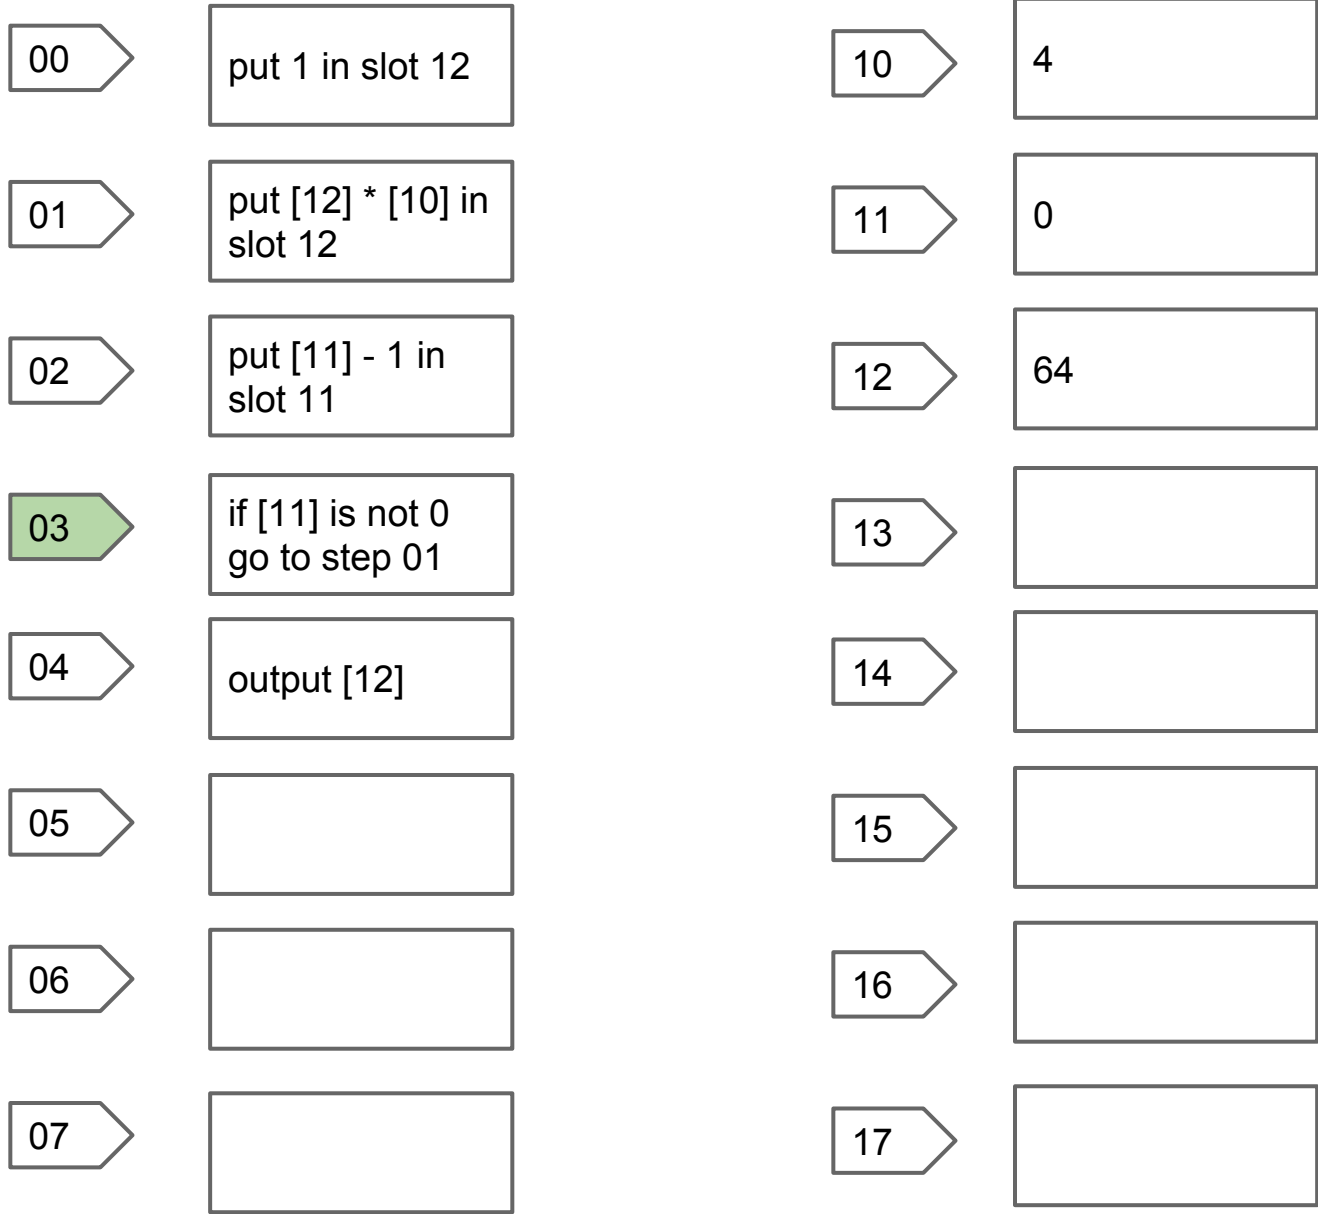 00
put 1 in slot 12
01
put [12] * [10] in
slot 12
02
put [11] - 1 in
slot 11
03
if [11] is not 0
go to step 01
04
output [12]
05
06
07
10
4
11
0
12
64
13
14
15
16
17